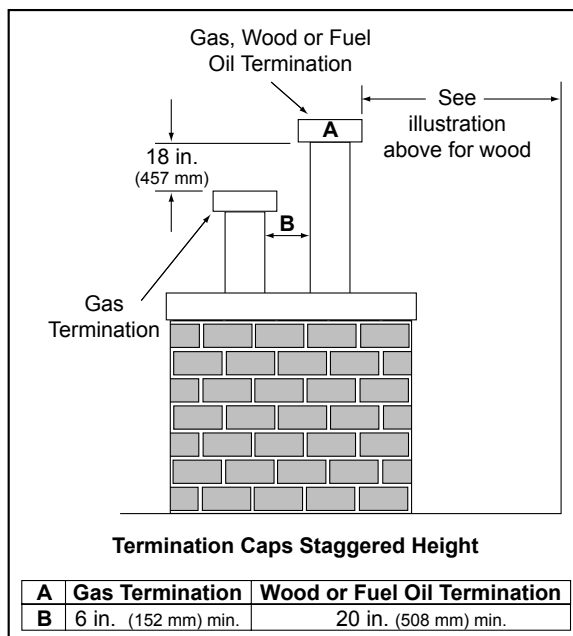 Gas, Wood or Fuel
Oil Termination
A
See
illustration
above for wood
18 in.
(457 mm)
B
Gas
Termination
Termination Caps Staggered Height
A Gas Termination Wood or Fuel Oil Termination
B 6 in. (152 mm) min. 20 in. (508 mm) min.